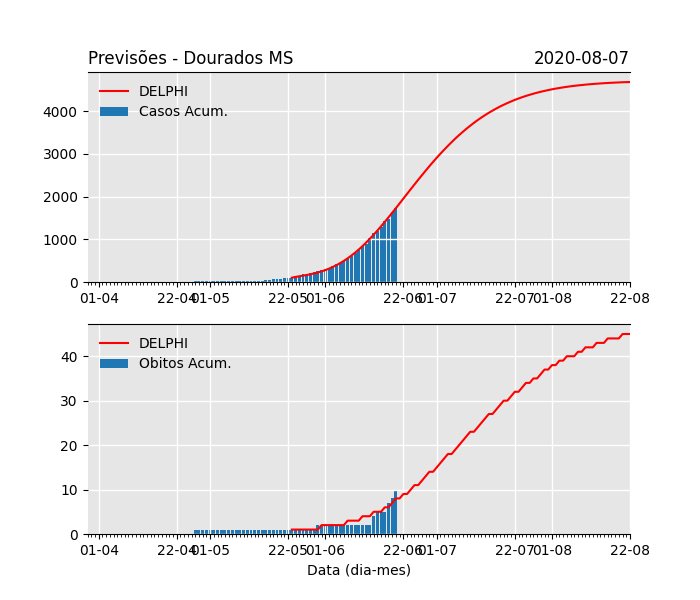 Previsões - Dourados MS 2020-08-07
DELPHI
Casos Acum.
4000
3000
2000
1000
0
01-04 22-04 01-05 22-05 01-06 22-06 01-07 22-07 01-08 22-08
DELPHI
Obitos Acum.
40
30
20
10
0
01-04 22-04 01-05 22-05 01-06 22-06 01-07 22-07 01-08 22-08
Data (dia-mes)